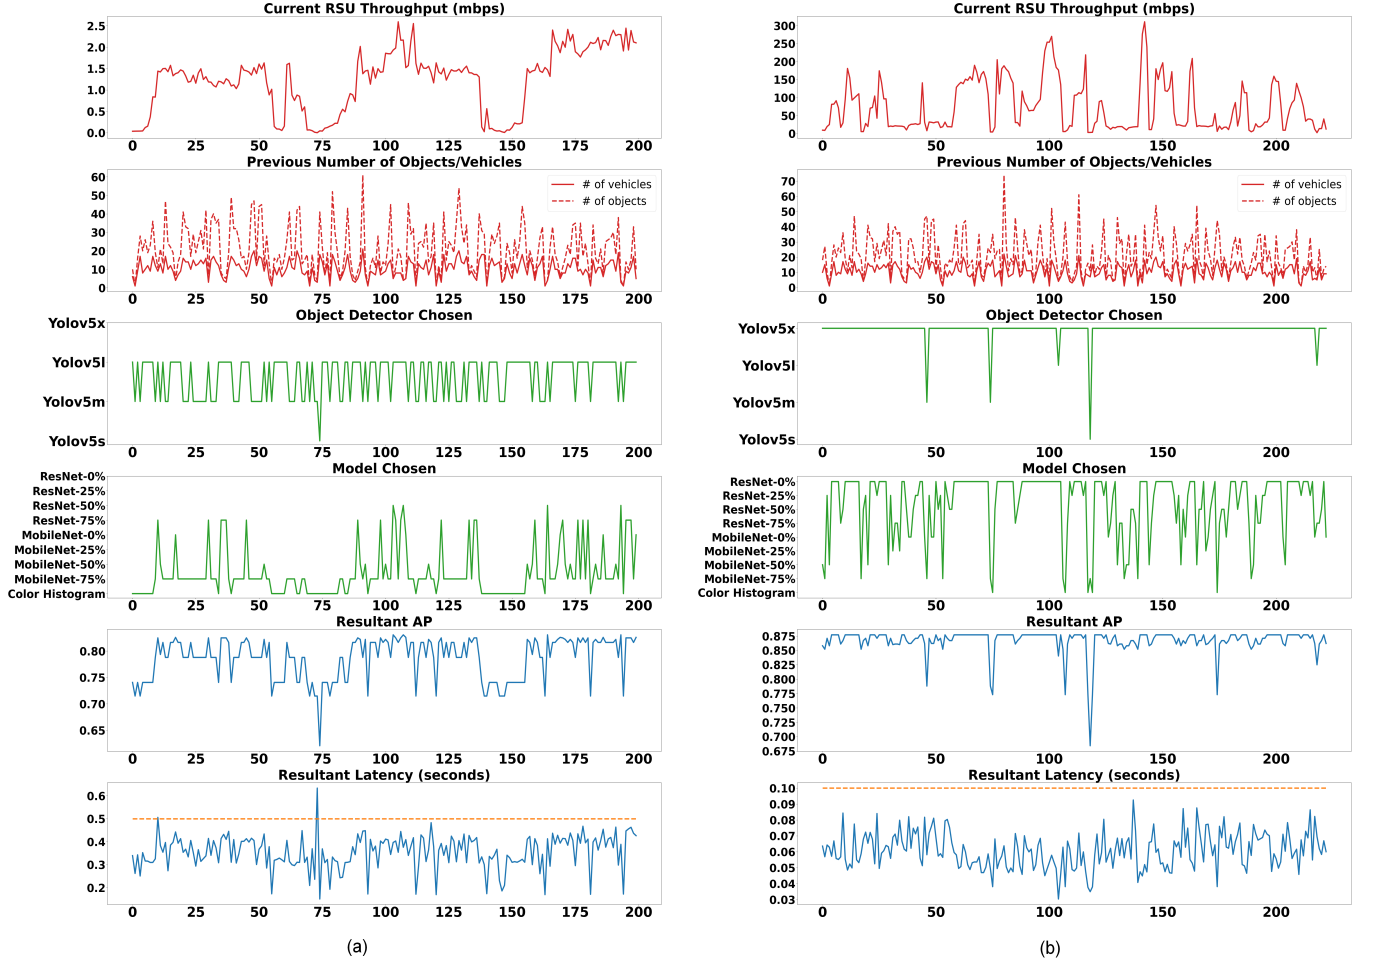 Current RSU Throughput (mbps)
2.5
2.0
1.5
1.0
0.5
0.0
0 25 50 75 100 125 150 175 200
Previous Number of Objects/Vehicles
60
50
40
30
20
10
0
# of vehicles
# of objects
0 25 50 75 100 125 150 175 200
Object Detector Chosen
Yolov5x
Yolov5l
Yolov5m
Yolov5s
0 25 50 75 100 125 150 175 200
Model Chosen
ResNet-0%
ResNet-25%
ResNet-50%
ResNet-75%
MobileNet-0%
MobileNet-25%
MobileNet-50%
MobileNet-75%
Color Histogram
0 25 50 75 100 125 150 175 200
Resultant AP
0.80
0.75
0.70
0.65
0 25 50 75 100 125 150 175 200
Resultant Latency (seconds)
0.6
0.5
0.4
0.3
0.2
0 25 50 75 100 125 150 175 200
(a)
Current RSU Throughput (mbps)
300
250
200
150
100
50
0
0 50 100 150 200
Previous Number of Objects/Vehicles
70
60
50
40
30
20
10
0
# of vehicles
# of objects
0 50 100 150 200
Object Detector Chosen
Yolov5x
Yolov5l
Yolov5m
Yolov5s
0 50 100 150 200
Model Chosen
ResNet-0%
ResNet-25%
ResNet-50%
ResNet-75%
MobileNet-0%
MobileNet-25%
MobileNet-50%
MobileNet-75%
Color Histogram
0 50 100 150 200
Resultant AP
0.875
0.850
0.825
0.800
0.775
0.750
0.725
0.700
0.675
0 50 100 150 200
Resultant Latency (seconds)
0.10
0.09
0.08
0.07
0.06
0.05
0.04
0.03
0 50 100 150 200
(b)